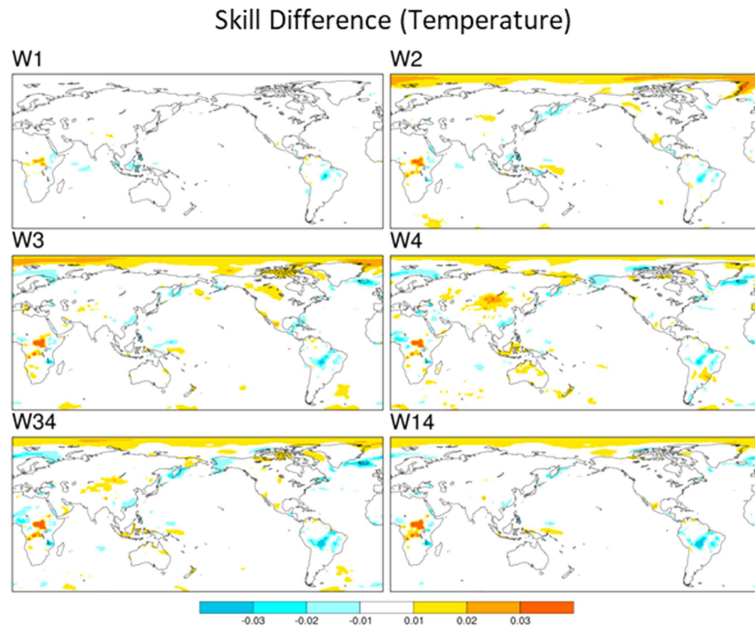 Skill Difference (Temperature)
W1 W2
W3 W4
W34 W14
-0.03 -0.02 -0.01 0.01 0.02 0.03